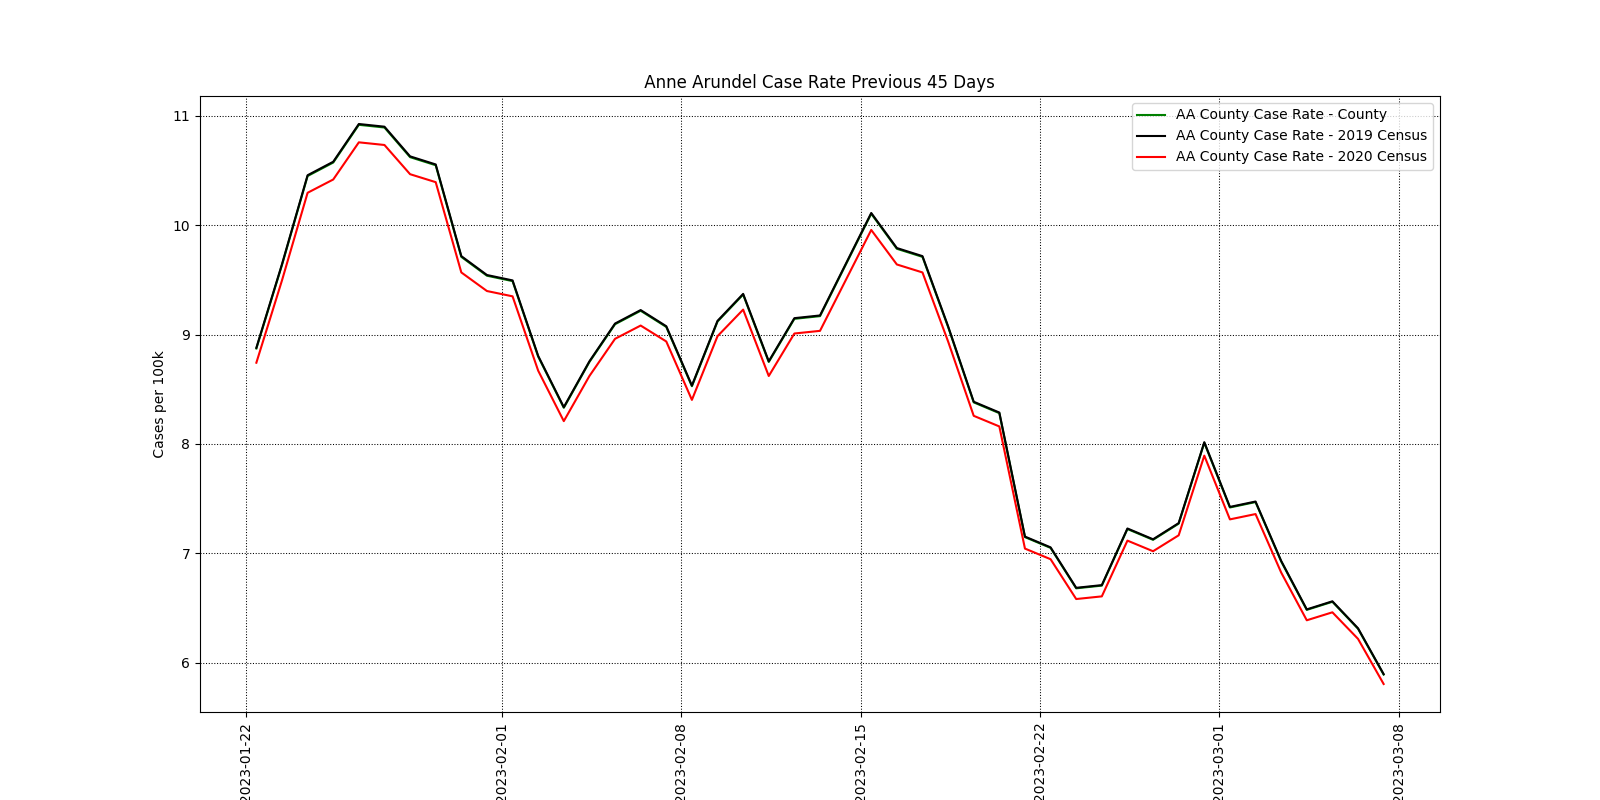 Anne Arundel Case Rate Previous 45 Days
AA County Case Rate - County
AA County Case Rate - 2019 Census
AA County Case Rate - 2020 Census
Cases per 100k
11
10
9
8
7
6
2023-01-22
2023-02-01
2023-02-08
2023-02-15
2023-02-22
2023-03-01
2023-03-08